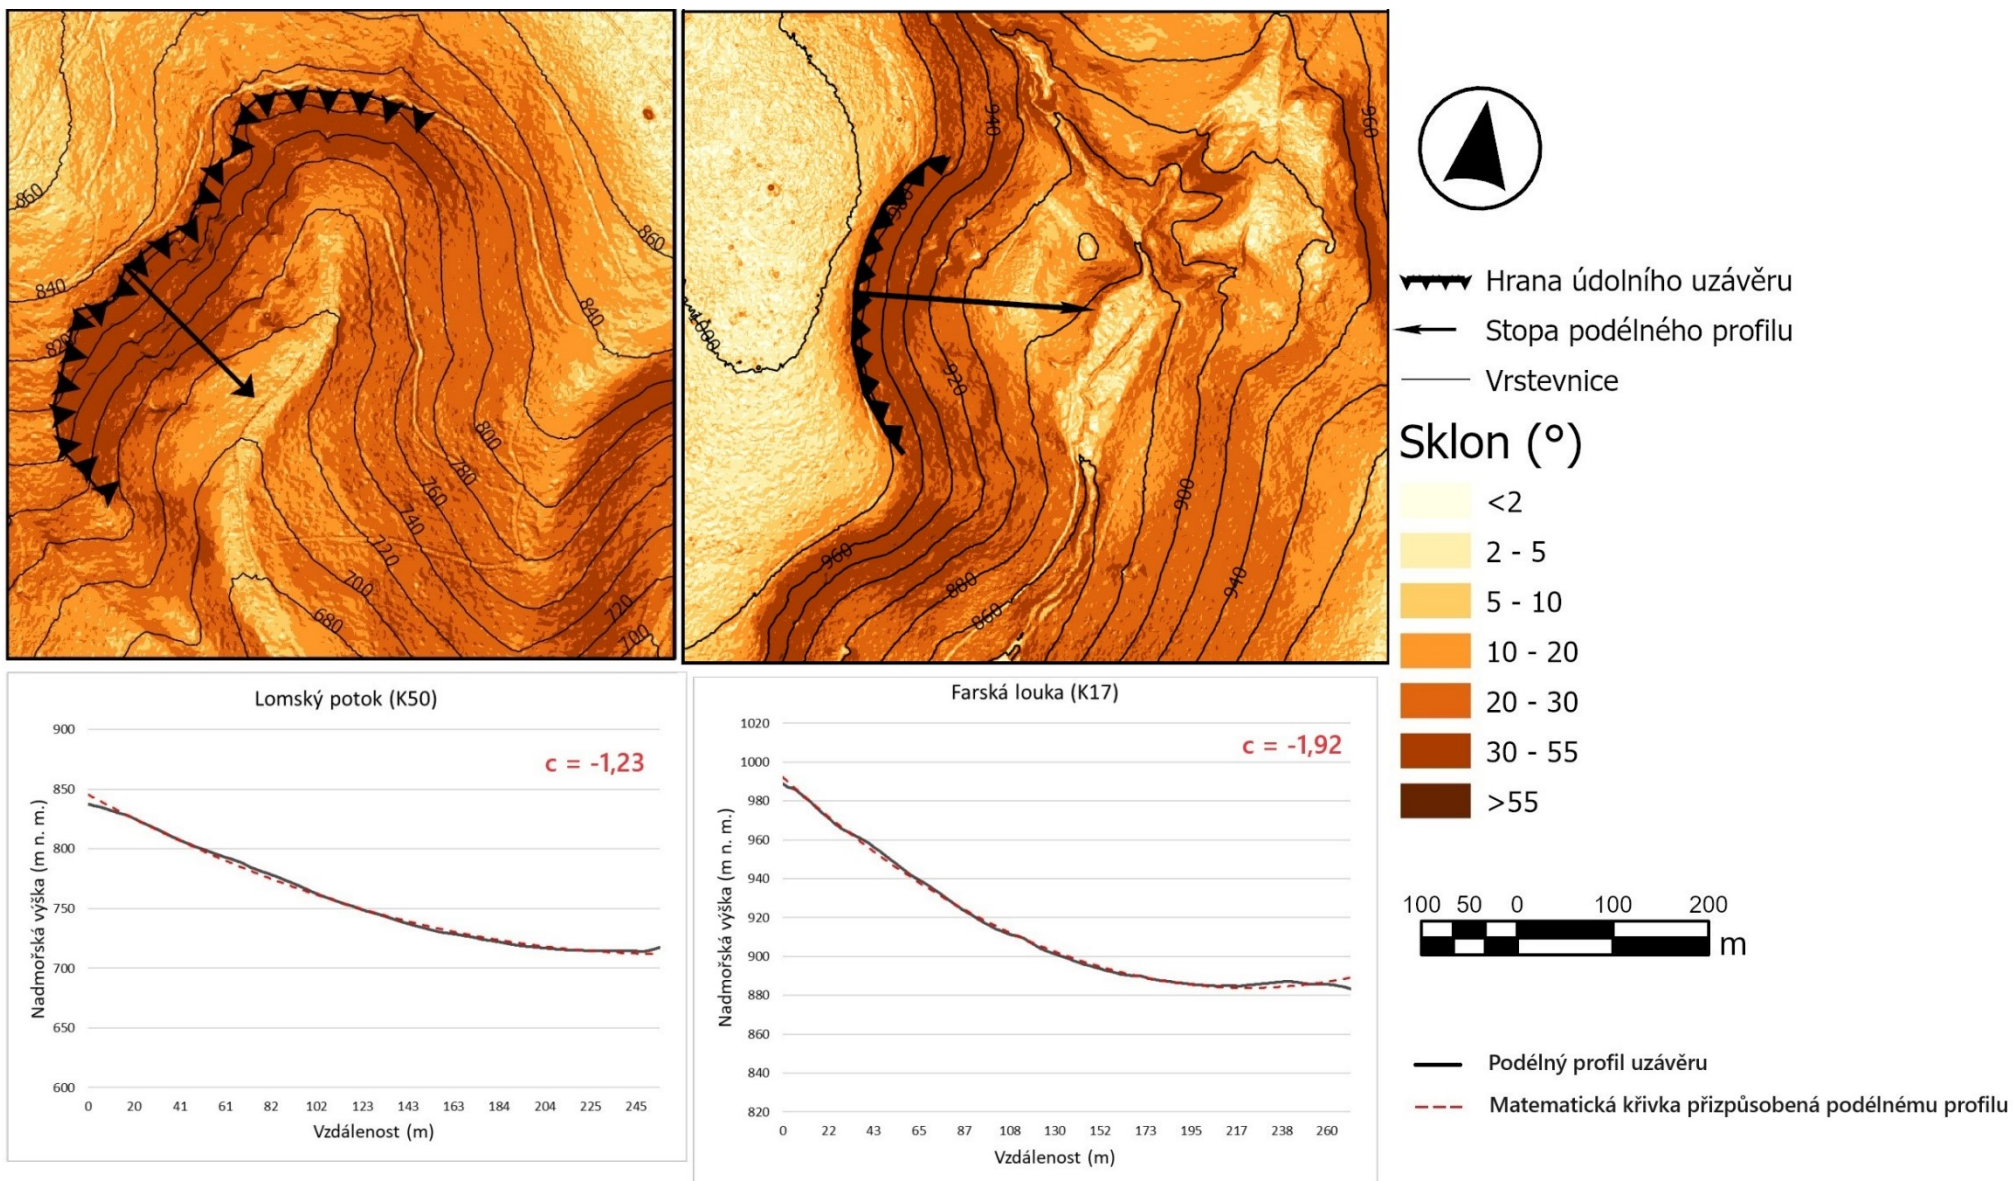 860
840
820
860
840
800
780
760
740
720
700
680
720
700
940
960
980
1000
920
900
960
880
860
940
Hrana údolního uzávěru
Stopa podélného profilu
Vrstevnice
Sklon (°)
<2
2 - 5
5 - 10
10 - 20
20 - 30
30 - 55
>55
100 50 0 100 200
m
Podélný profil uzávěru
Matematická křivka přizpůsobená podélnému profilu
Lomský potok (K50)
c = -1,23
Nadmořská výška (m n. m.)
900
850
800
750
700
650
600
0 20 41 61 82 102 123 143 163 184 204 225 245
Vzdálenost (m)
Farská louka (K17)
c = -1,92
Nadmořská výška (m n. m.)
1020
1000
980
960
940
920
900
880
860
840
820
0 22 43 65 87 108 130 152 173 195 217 238 260
Vzdálenost (m)